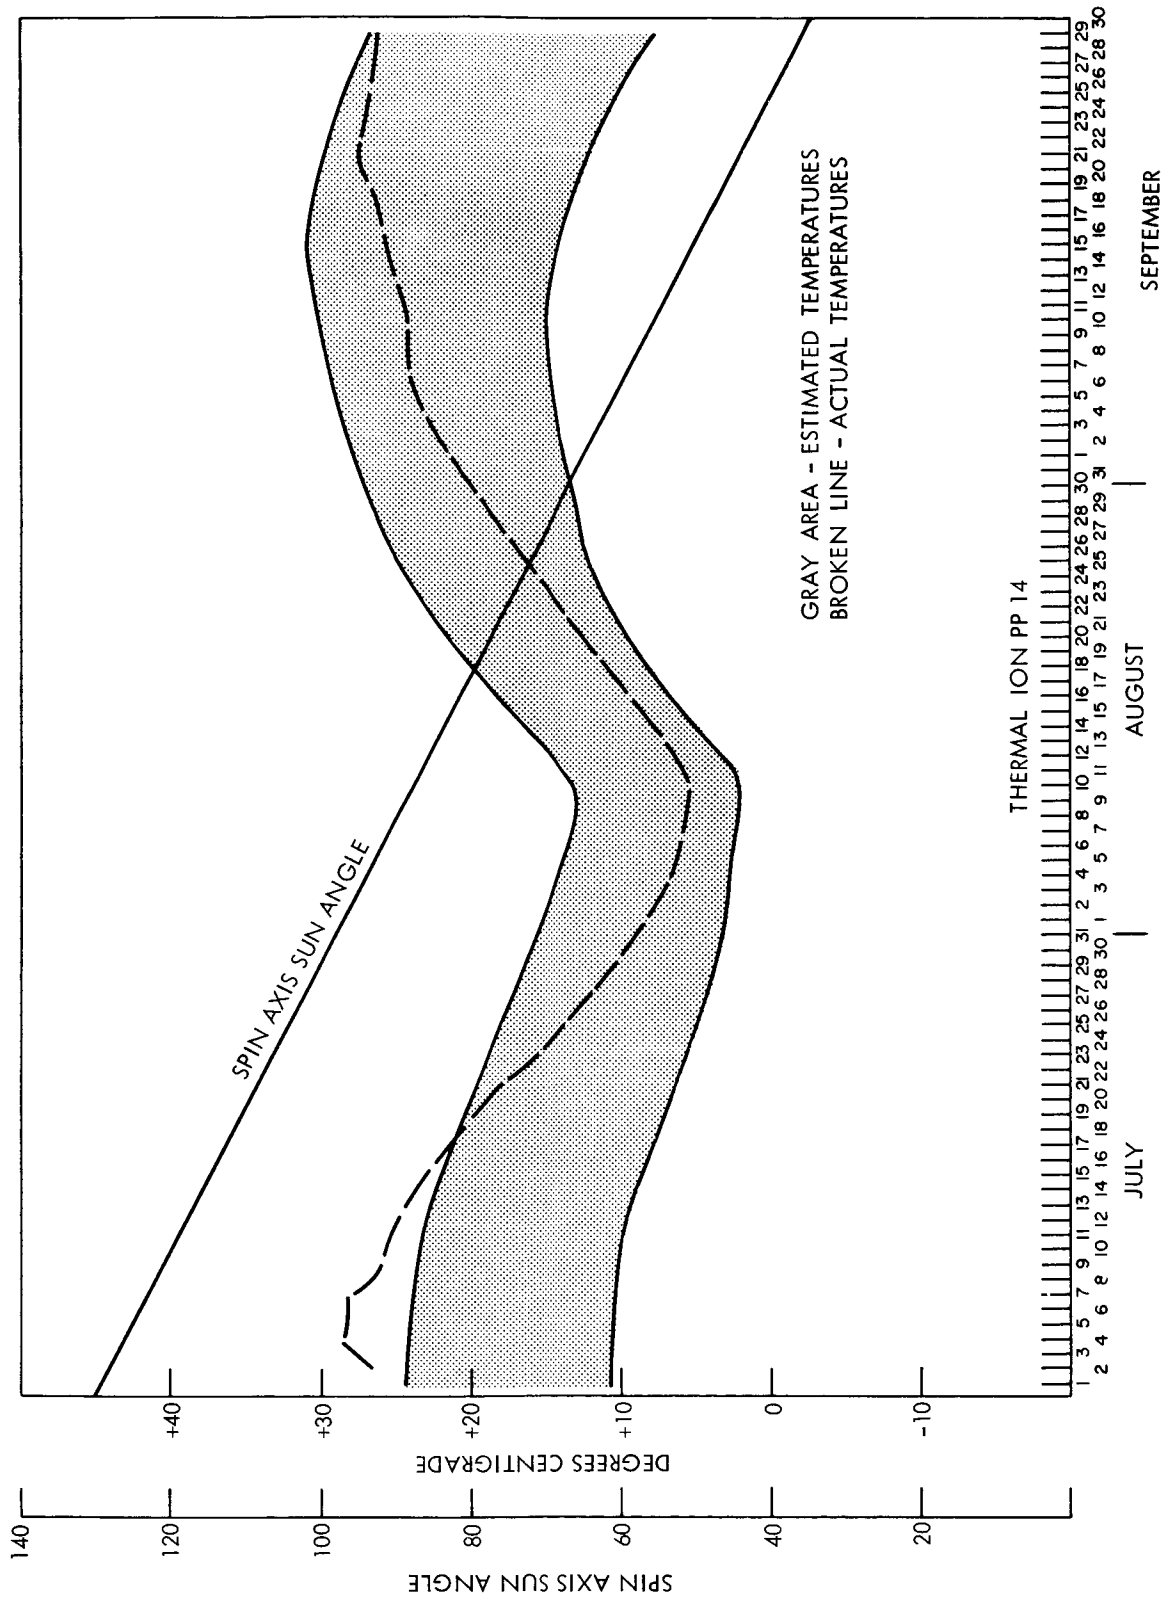 SPIN AXIS SUN ANGLE
140
120
100
80
60
40
20
DEGREES CENTIGRADE
+40
+30
+20
+10
0
-10
SPIN AXIS SUN ANGLE
GRAY AREA - ESTIMATED TEMPERATURES
BROKEN LINE - ACTUAL TEMPERATURES
THERMAL ION PP 14
1 3 5 7 9 11 13 15 17 19 21 23 25 27 29 31 2 4 6 8 10 12 14 16 18 20 22 24 26 28 30 1 3 5 7 9 11 13 15 17 19 21 23 25 27 29
2 4 6 8 10 12 14 16 18 20 22 24 26 28 30 1 3 5 7 9 11 13 15 17 19 21 23 25 27 29 31 2 4 6 8 10 12 14 16 18 20 22 24 26 28 30
JULY
AUGUST
SEPTEMBER